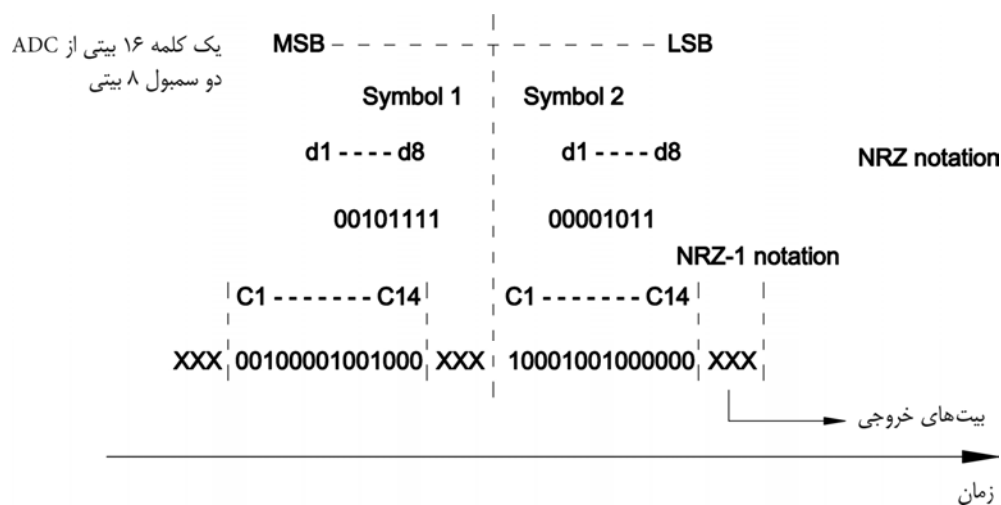 یک کلمه ۱۶ بیتی از ADC
دو سمبول ۸ بیتی
MSB - - - - - - - - - - - - - - - - - - - - - - LSB
Symbol 1
Symbol 2
d1 - - - - d8
d1 - - - - d8
NRZ notation
00101111
00001011
NRZ-1 notation
C1 - - - - - - - C14
C1 - - - - - - - C14
XXX 00100001001000 XXX 10001001000000 XXX
بیت‌های خروجی
زمان